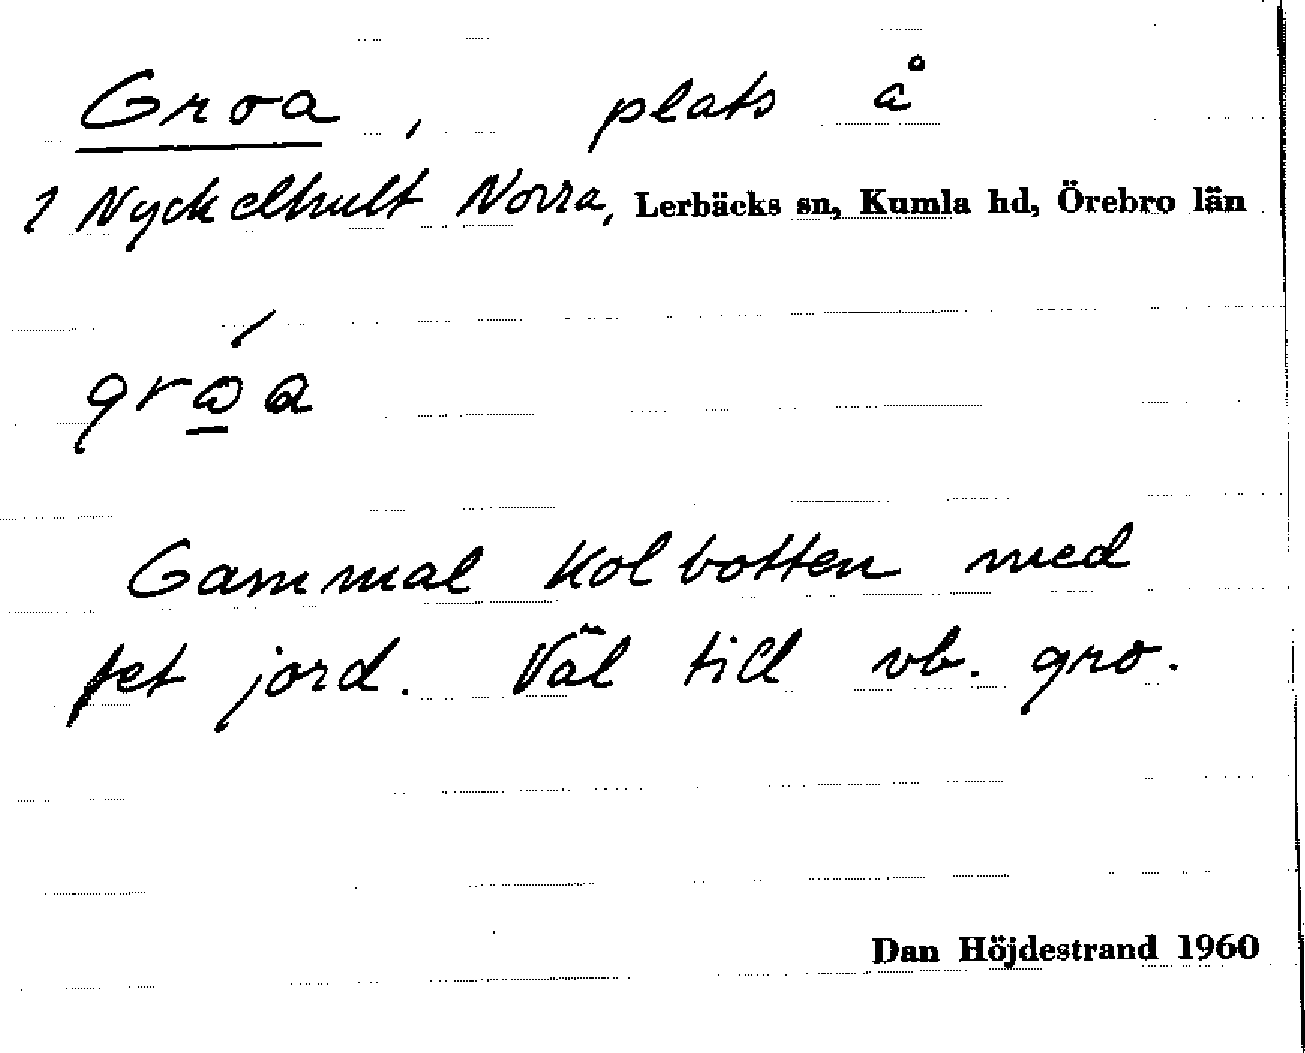 Groa, plats å
1 Nyckelhult Norra, Lerbäcks sn, Kumla hd, Örebro län
Gammal kolbotten med
fet jord. Väl till vb. gro.
Dan Höjdestrand 1960